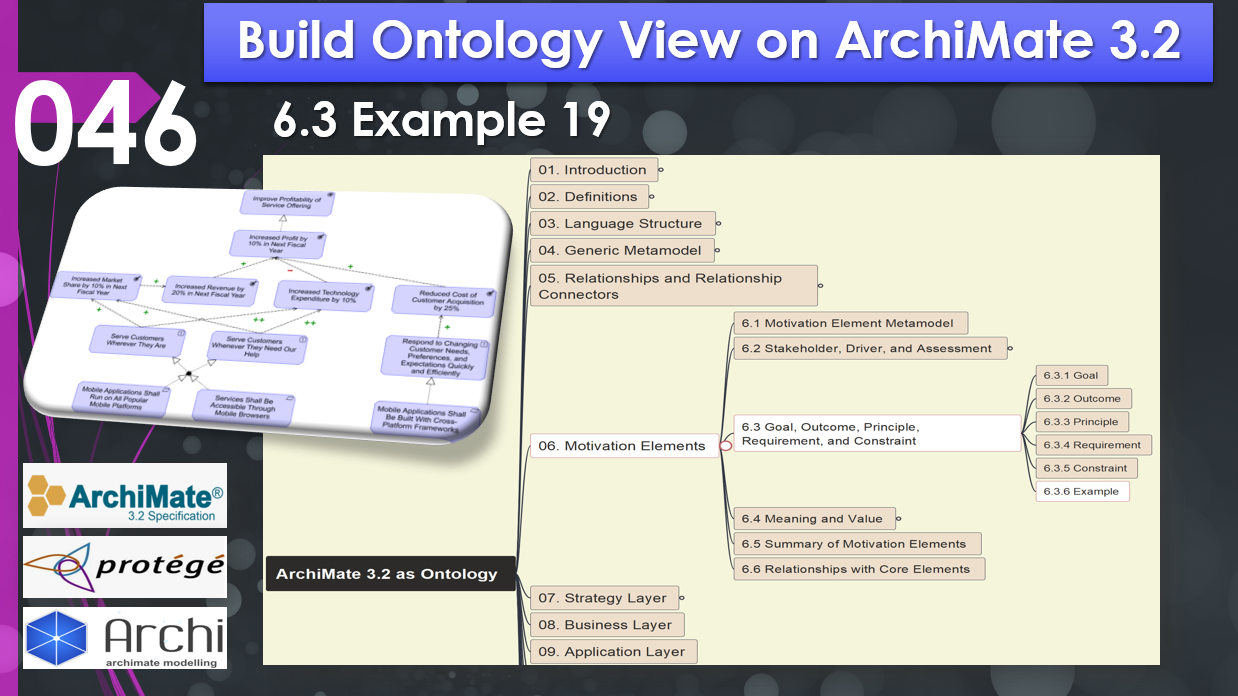 Build Ontology View on ArchiMate 3.2
046
6.3 Example 19
Improve Profitability of
Service Offering
Increased Profit by
10% in Next Fiscal
Year
+
−
+
Increased Market
Share by 10% in Next
Fiscal Year
+
Increased Revenue by
20% in Next Fiscal Year
Increased Technology
Expenditure by 10%
Reduced Cost of
Customer Acquisition
by 25%
+
+
++
++
+
Serve Customers
Wherever They Are
Serve Customers
Whenever They Need Our
Help
Respond to Changing
Customer Needs,
Preferences, and
Expectations Quickly
and Efficiently
Mobile Applications Shall
Run on All Popular
Mobile Platforms
Services Shall Be
Accessible Through
Mobile Browsers
Mobile Applications Shall
Be Built With Cross-
Platform Frameworks
ArchiMate®
3.2 Specification
protégé
Archi
archimate modelling
ArchiMate 3.2 as Ontology
01. Introduction
02. Definitions
03. Language Structure
04. Generic Metamodel
05. Relationships and Relationship
Connectors
06. Motivation Elements
6.1 Motivation Element Metamodel
6.2 Stakeholder, Driver, and Assessment
6.3 Goal, Outcome, Principle,
Requirement, and Constraint
6.3.1 Goal
6.3.2 Outcome
6.3.3 Principle
6.3.4 Requirement
6.3.5 Constraint
6.3.6 Example
6.4 Meaning and Value
6.5 Summary of Motivation Elements
6.6 Relationships with Core Elements
07. Strategy Layer
08. Business Layer
09. Application Layer